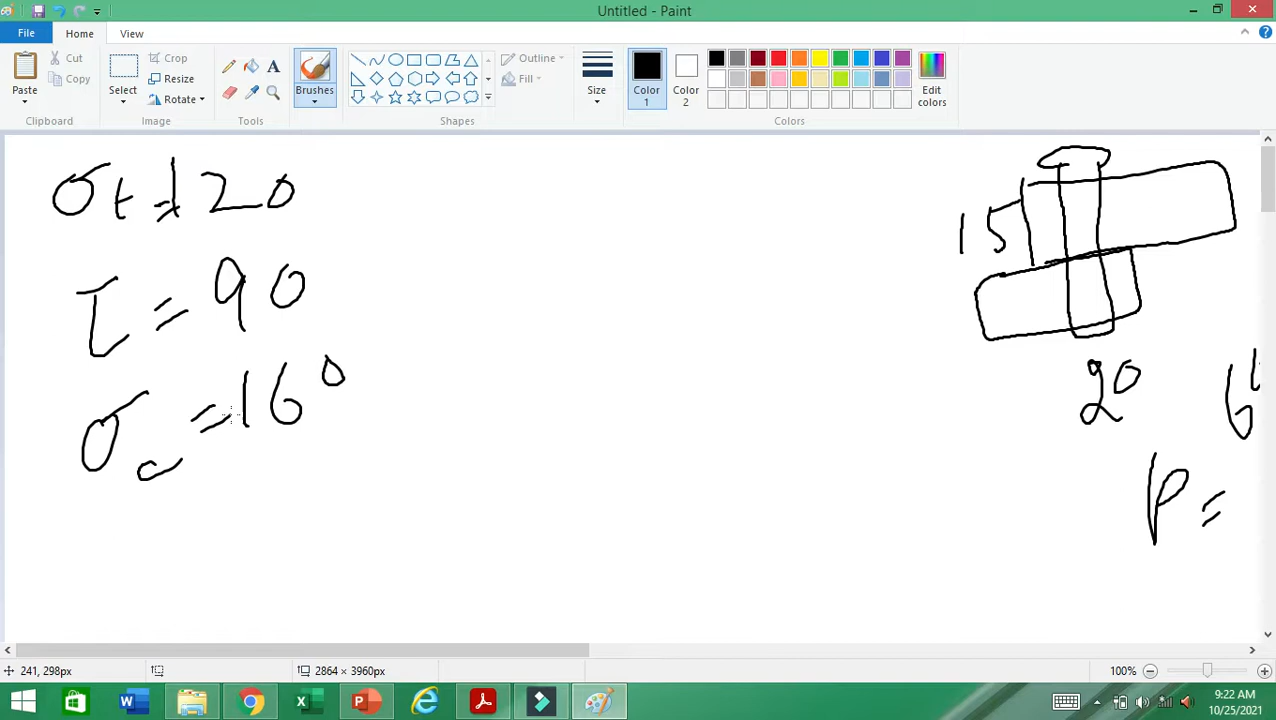 Untitled - Paint
File Home View
Paste
Cut
Copy
Clipboard
Select
Crop
Resize
Rotate
Image
A
Tools
Brushes
Shapes
Outline
Fill
Size
Color 1
Color 2
Colors
Edit colors
σt=120
τ=90
σc=160
15
20
P=
241, 298px
2864 × 3960px
100%
9:22 AM
10/25/2021